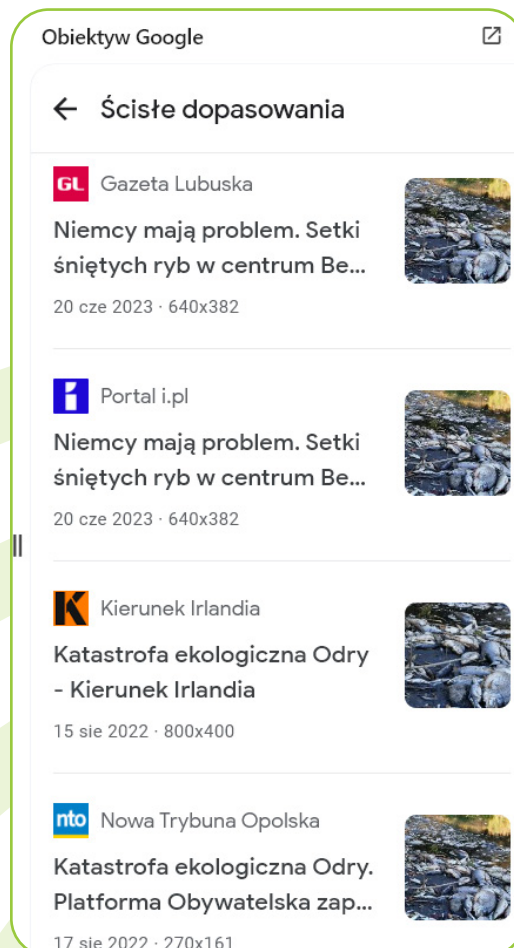 Obiektyw Google
Ścisłe dopasowania
GL Gazeta Lubuska
Niemcy mają problem. Setki
śniętych ryb w centrum Be...
20 cze 2023 · 640x382
i Portal i.pl
Niemcy mają problem. Setki
śniętych ryb w centrum Be...
20 cze 2023 · 640x382
K Kierunek Irlandia
Katastrofa ekologiczna Odry
- Kierunek Irlandia
15 sie 2022 · 800x400
nto Nowa Trybuna Opolska
Katastrofa ekologiczna Odry.
Platforma Obywatelska zap...
17 sie 2022 · 270x161